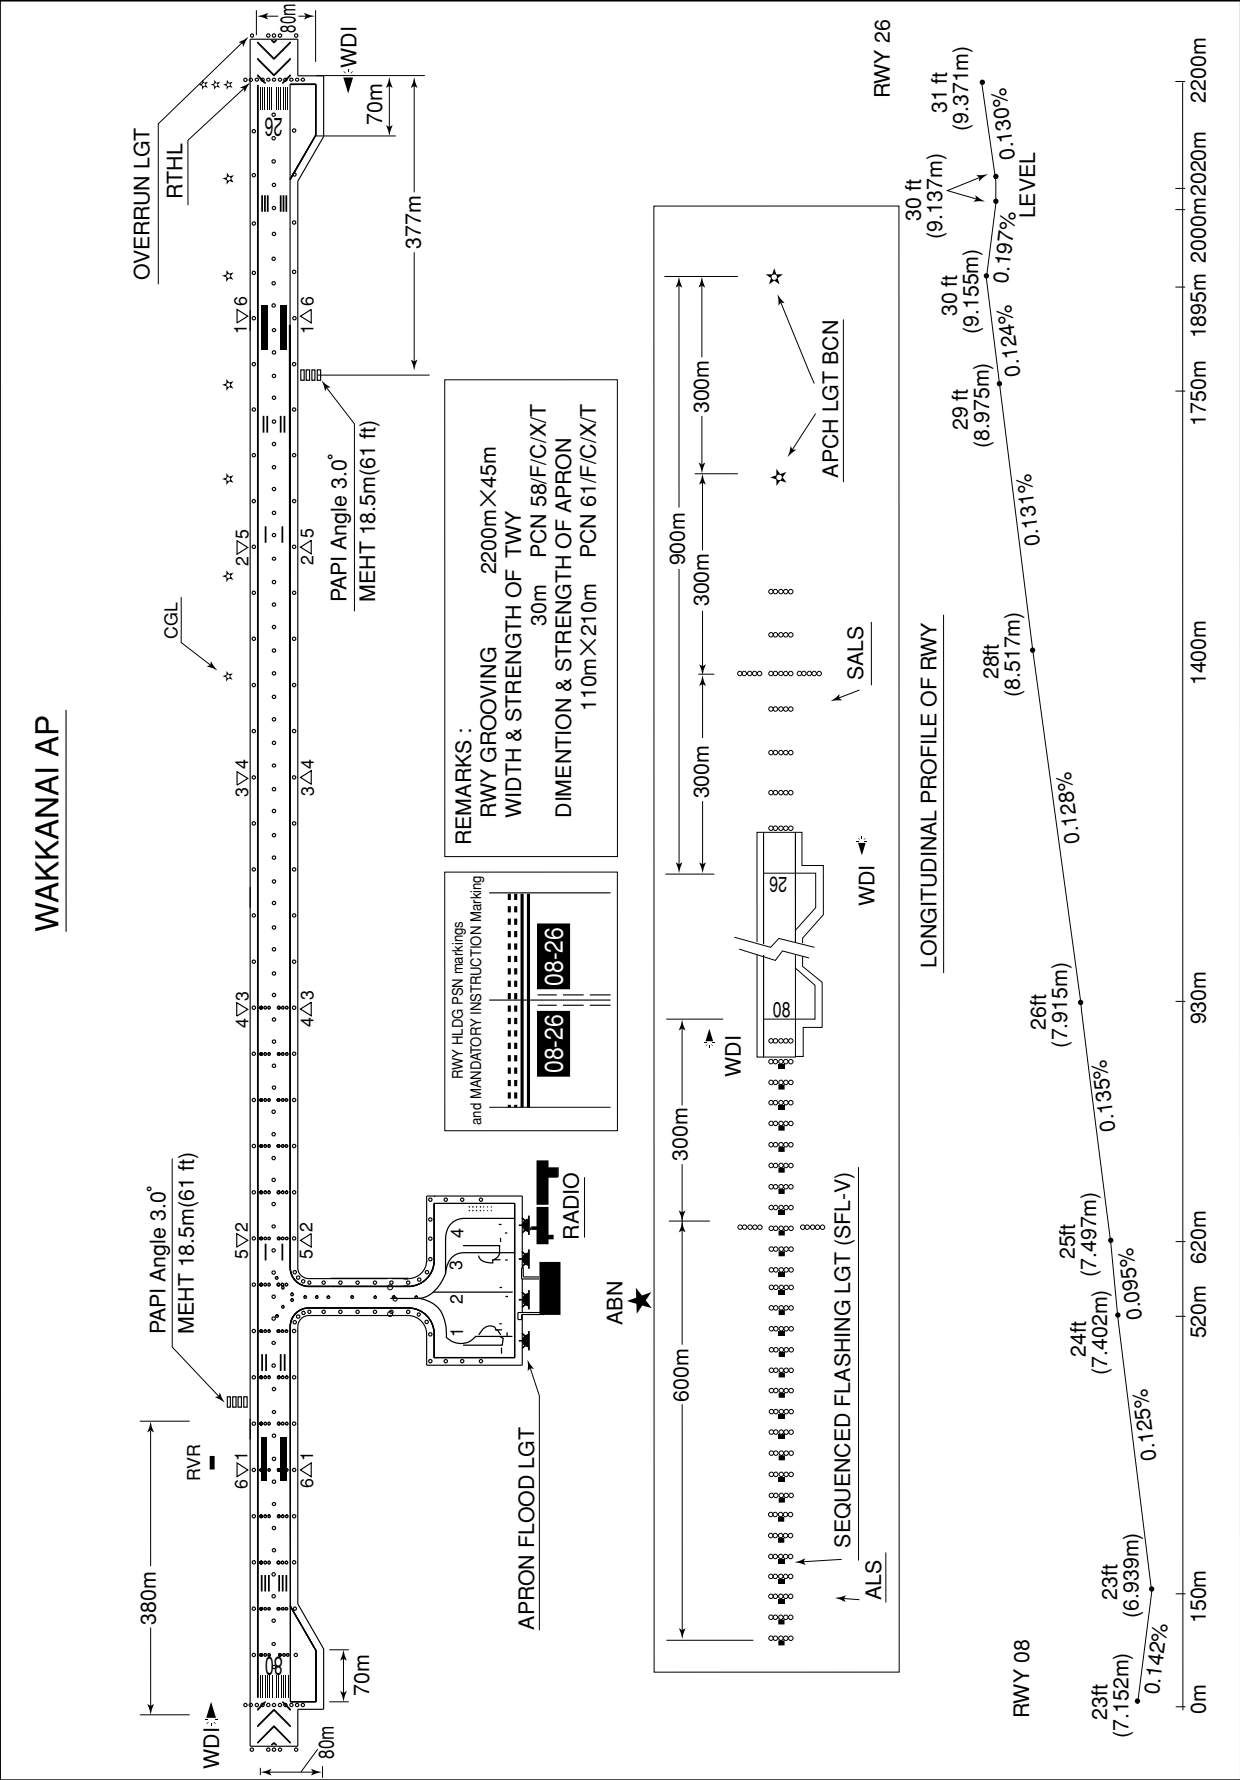 WAKKANAI AP
OVERRUN LGT
RTHL
CGL
80m
WDI
70m
377m
26
1 6
1 6
2 5
2 5
3 4
3 4
4 3
4 3
5 2
5 2
6 1
6 1
PAPI Angle 3.0°
MEHT 18.5m(61 ft)
PAPI Angle 3.0°
MEHT 18.5m(61 ft)
380m
RVR
WDI
80m
70m
08
1
2
3
4
APRON FLOOD LGT
RADIO
ABN
RWY HLDG PSN markings
and MANDATORY INSTRUCTION Marking
08-26 08-26
REMARKS :
RWY GROOVING 2200m×45m
WIDTH & STRENGTH OF TWY
30m PCN 58/F/C/X/T
DIMENTION & STRENGTH OF APRON
110m×210m PCN 61/F/C/X/T
900m
600m 300m 300m 300m 300m
08 26
WDI
WDI
SEQUENCED FLASHING LGT (SFL-V)
ALS
SALS
APCH LGT BCN
LONGITUDINAL PROFILE OF RWY
RWY 08
RWY 26
23ft
(7.152m)
0.142%
23ft
(6.939m)
0.125%
24ft
(7.402m)
0.095%
25ft
(7.497m)
0.135%
26ft
(7.915m)
0.128%
28ft
(8.517m)
0.131%
29 ft
(8.975m)
0.124%
30 ft
(9.155m)
0.197%
30 ft
(9.137m)
LEVEL
0.130%
31 ft
(9.371m)
0m 150m 520m 620m 930m 1400m 1750m 1895m 2000m 2020m 2200m